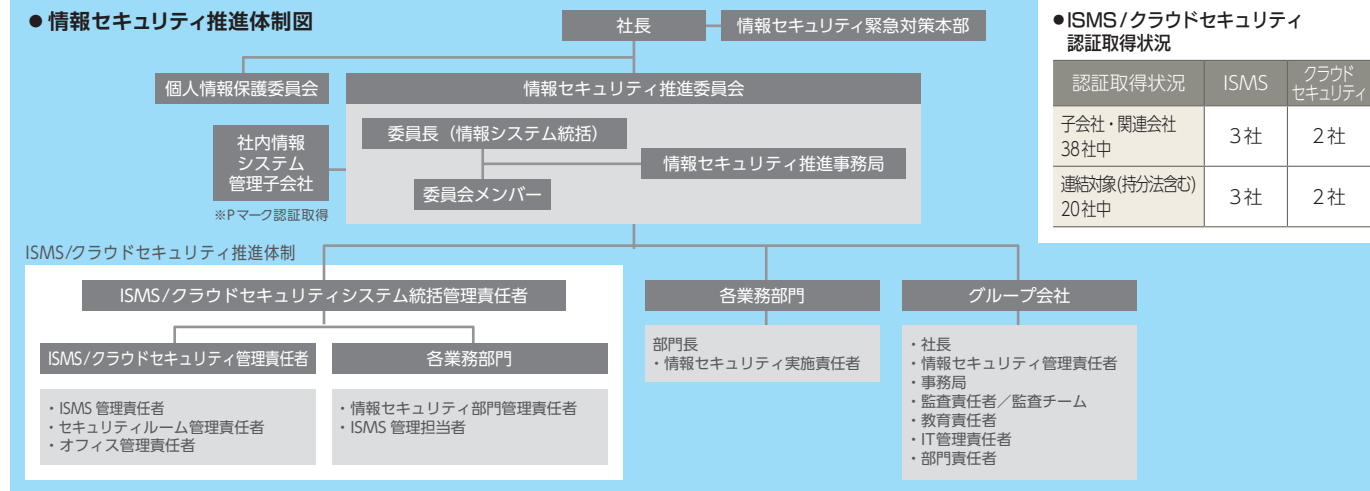 ●情報セキュリティ推進体制図
社長
情報セキュリティ緊急対策本部
個人情報保護委員会
情報セキュリティ推進委員会
委員長（情報システム統括）
情報セキュリティ推進事務局
委員会メンバー
社内情報
システム
管理子会社
※Pマーク認証取得
ISMS/クラウドセキュリティ推進体制
ISMS/クラウドセキュリティシステム統括管理責任者
ISMS/クラウドセキュリティ管理責任者
・ISMS 管理責任者
・セキュリティルーム管理責任者
・オフィス管理責任者
各業務部門
・情報セキュリティ部門管理責任者
・ISMS 管理担当者
各業務部門
部門長
・情報セキュリティ実施責任者
グループ会社
・社長
・情報セキュリティ管理責任者
・事務局
・監査責任者／監査チーム
・教育責任者
・IT管理責任者
・部門責任者
●ISMS/クラウドセキュリティ
認証取得状況
認証取得状況 ISMS クラウド
セキュリティ
子会社・関連会社
38社中 3社 2社
連結対象(持分法含む)
20社中 3社 2社